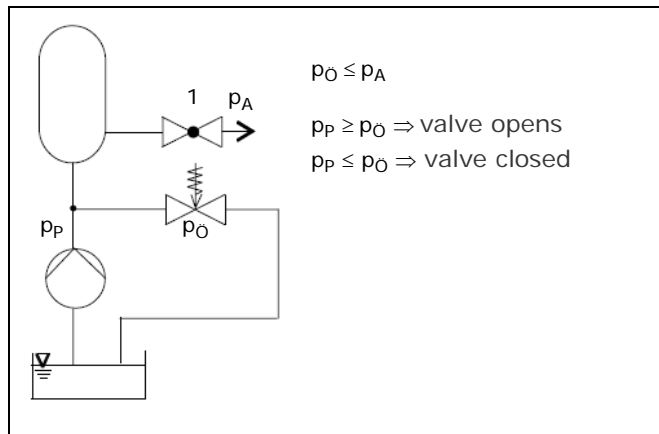 p_Ö ≤ p_A
1 p_A
p_P ≥ p_Ö ⇒ valve opens
p_P ≤ p_Ö ⇒ valve closed
p_P
p_Ö